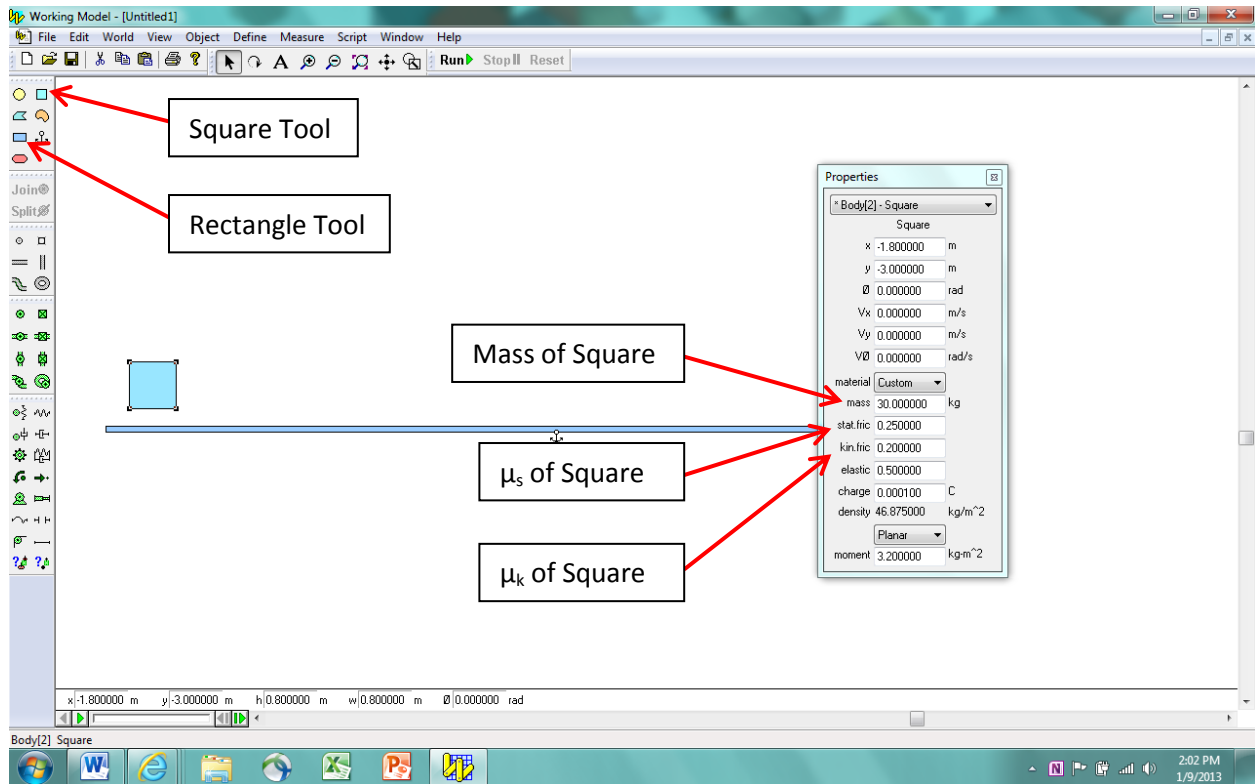 Working Model - [Untitled1]
File Edit World View Object Define Measure Script Window Help
Run StopII Reset
Square Tool
Rectangle Tool
Join
Split
Mass of Square
μs of Square
μk of Square
Properties
* Body[2] - Square
Square
x -1.800000 m
y -3.000000 m
Ø 0.000000 rad
Vx 0.000000 m/s
Vy 0.000000 m/s
VØ 0.000000 rad/s
material Custom
mass 30.000000 kg
stat.fric 0.250000
kin.fric 0.200000
elastic 0.500000
charge 0.000100 C
density 46.875000 kg/m^2
Planar
moment 3.200000 kg-m^2
x -1.800000 m y -3.000000 m h 0.800000 m w 0.800000 m Ø 0.000000 rad
Body[2] Square
2:02 PM
1/9/2013